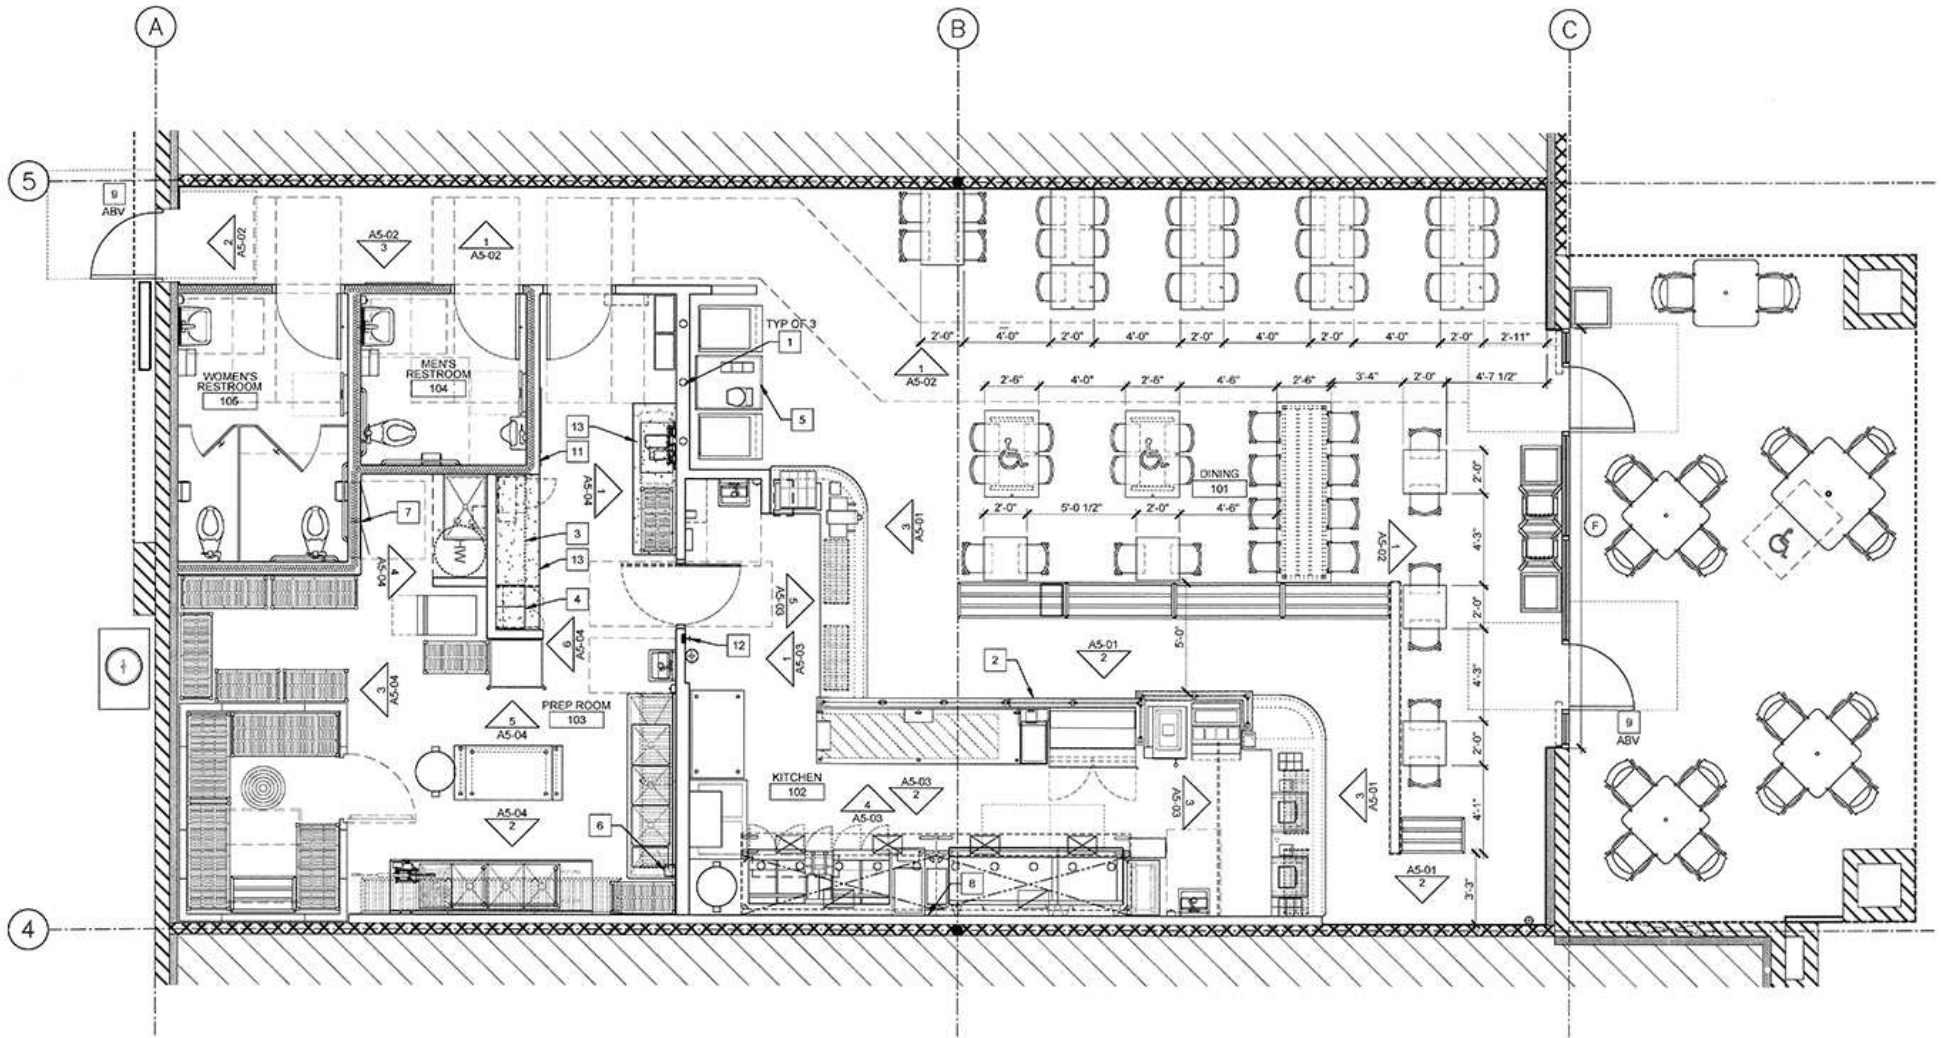 A
B
C
5
9
ABV
2
A5-02
A5-02
3
1
A5-02
TYP OF 3
1
2'-0"
4'-0"
2'-0"
4'-0"
2'-0"
4'-0"
2'-0"
4'-0"
2'-0"
2'-11"
1
A5-02
WOMEN'S
RESTROOM
105
MEN'S
RESTROOM
104
2'-6"
4'-0"
2'-6"
4'-6"
2'-6"
3'-4"
2'-0"
4'-7 1/2"
5
13
11
1
A5-04
DINING
101
2'-0"
7
3
A5-01
2'-0"
5'-0 1/2"
2'-0"
4'-6"
F
3
HW
4
A5-04
13
1
A5-02
4'-3"
4
5
A5-03
2'-0"
6
A5-04
12
1
A5-03
5'-0"
A5-01
2
2
3
A5-04
4'-3"
5
A5-04
PREP ROOM
103
9
ABV
2'-0"
KITCHEN
102
A5-03
2
4
A5-03
3
A5-03
3
A5-01
4'-1"
A5-04
2
6
8
A5-01
2
3'-3"
4